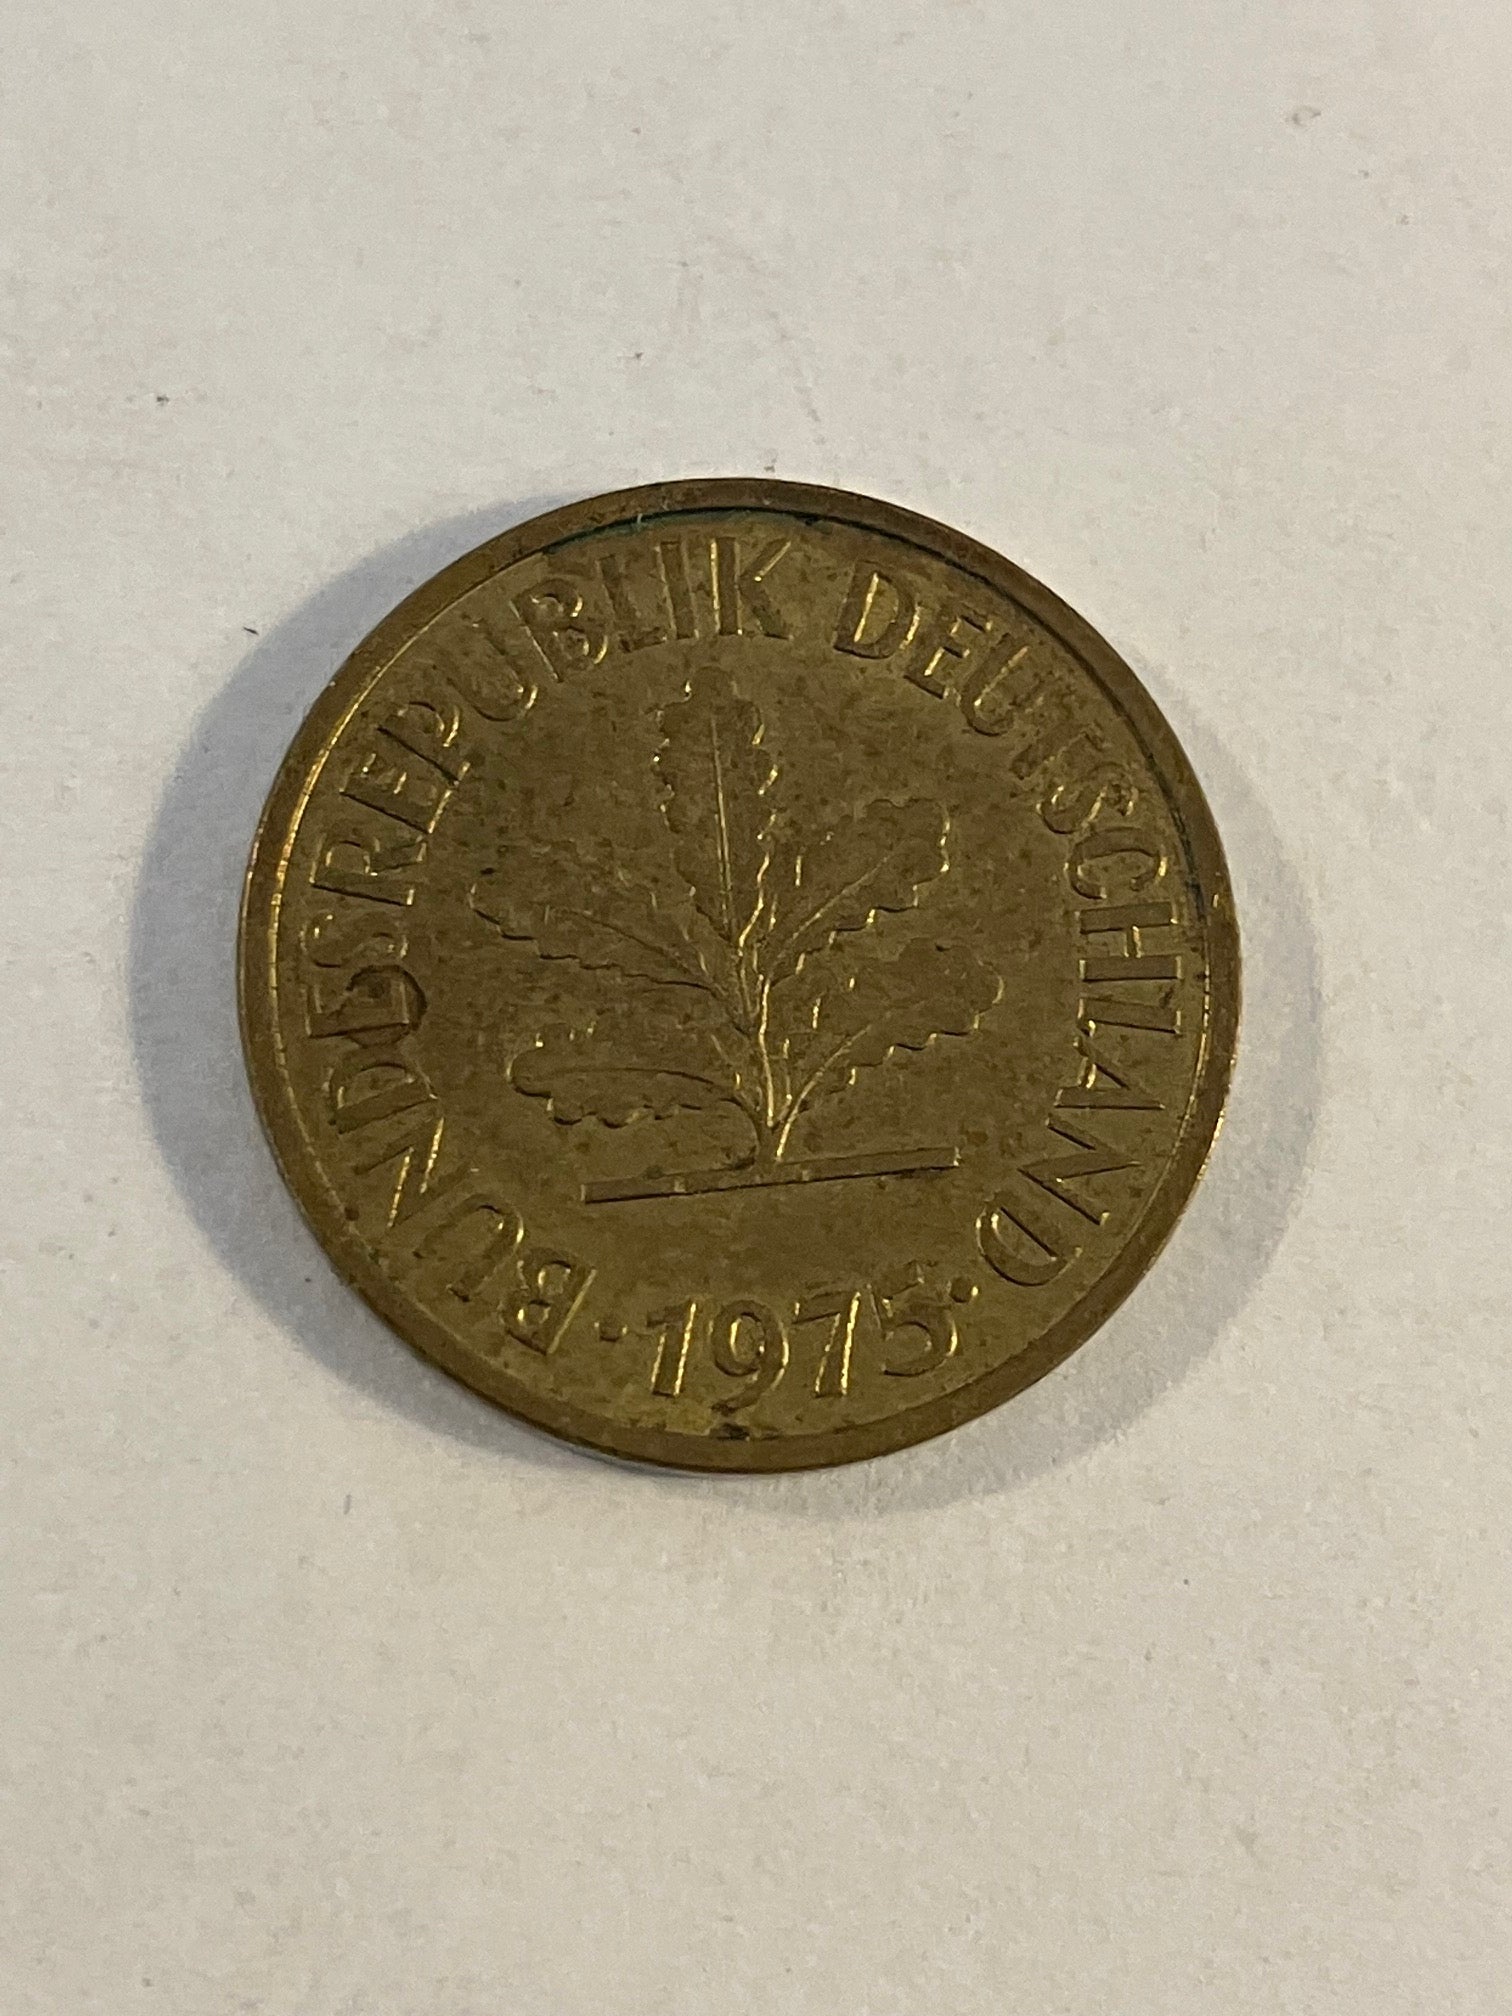 BUNDESREPUBLIK DEUTSCHLAND
· 1975 ·